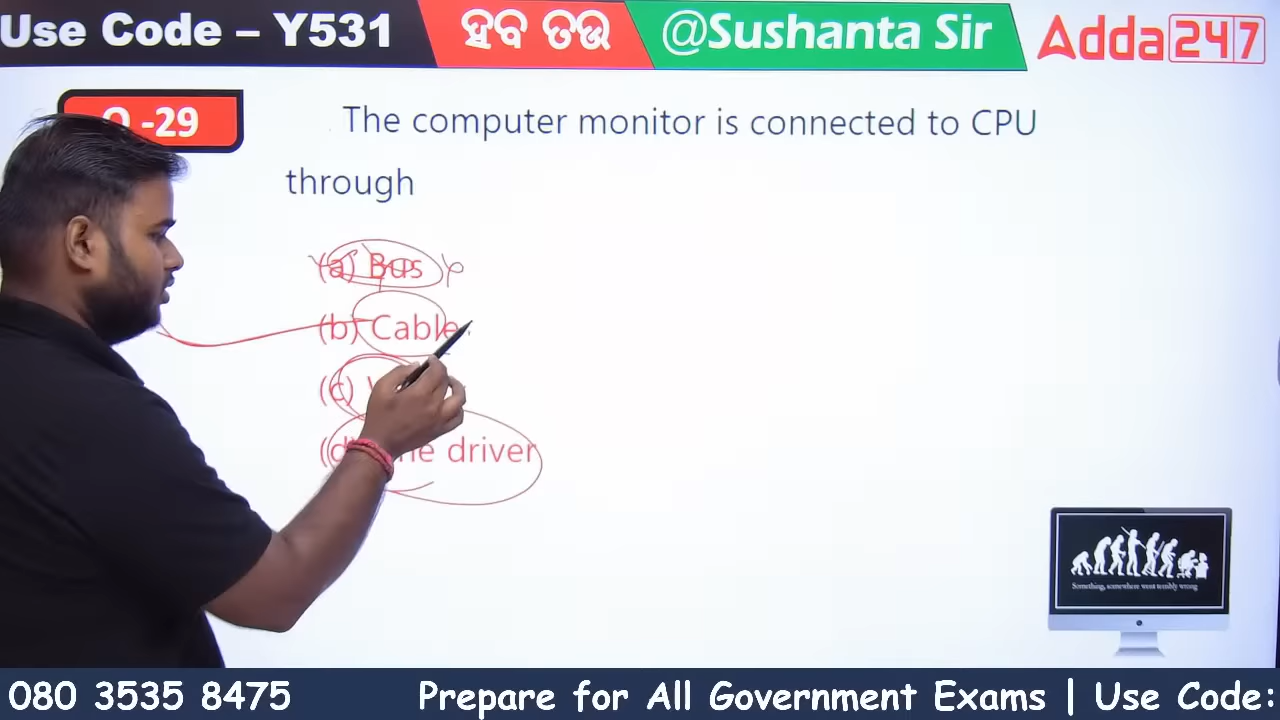 Use Code – Y531
ହବ ତଉ
@Sushanta Sir
Adda247
Q -29
The computer monitor is connected to CPU
through
(a) Bus
(b) Cable
(c)
(d) driver
Something, somewhere went terribly wrong
080 3535 8475 Prepare for All Government Exams | Use Code: